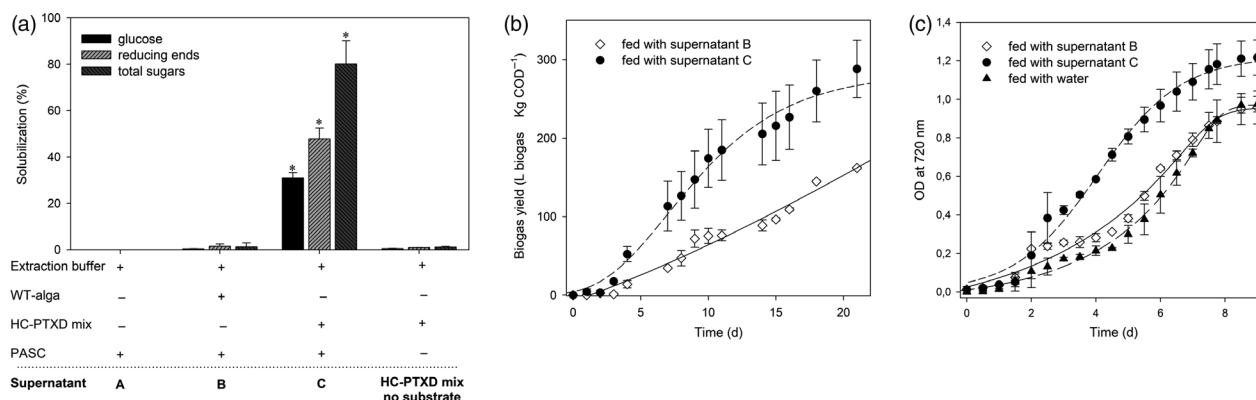 (a)
100
80
60
40
20
0
Solubilization (%)
glucose
reducing ends
total sugars
* * *
Extraction buffer + + + +
WT-alga – + – –
HC-PTXD mix – – + +
PASC + + + –
Supernatant A B C HC-PTXD mix
no substrate
(b)
fed with supernatant B
fed with supernatant C
Biogas yield (L biogas Kg COD⁻¹)
300
200
100
0
0 5 10 15 20
Time (d)
(c)
fed with supernatant B
fed with supernatant C
fed with water
OD at 720 nm
1,4
1,2
1,0
0,8
0,6
0,4
0,2
0,0
0 2 4 6 8
Time (d)